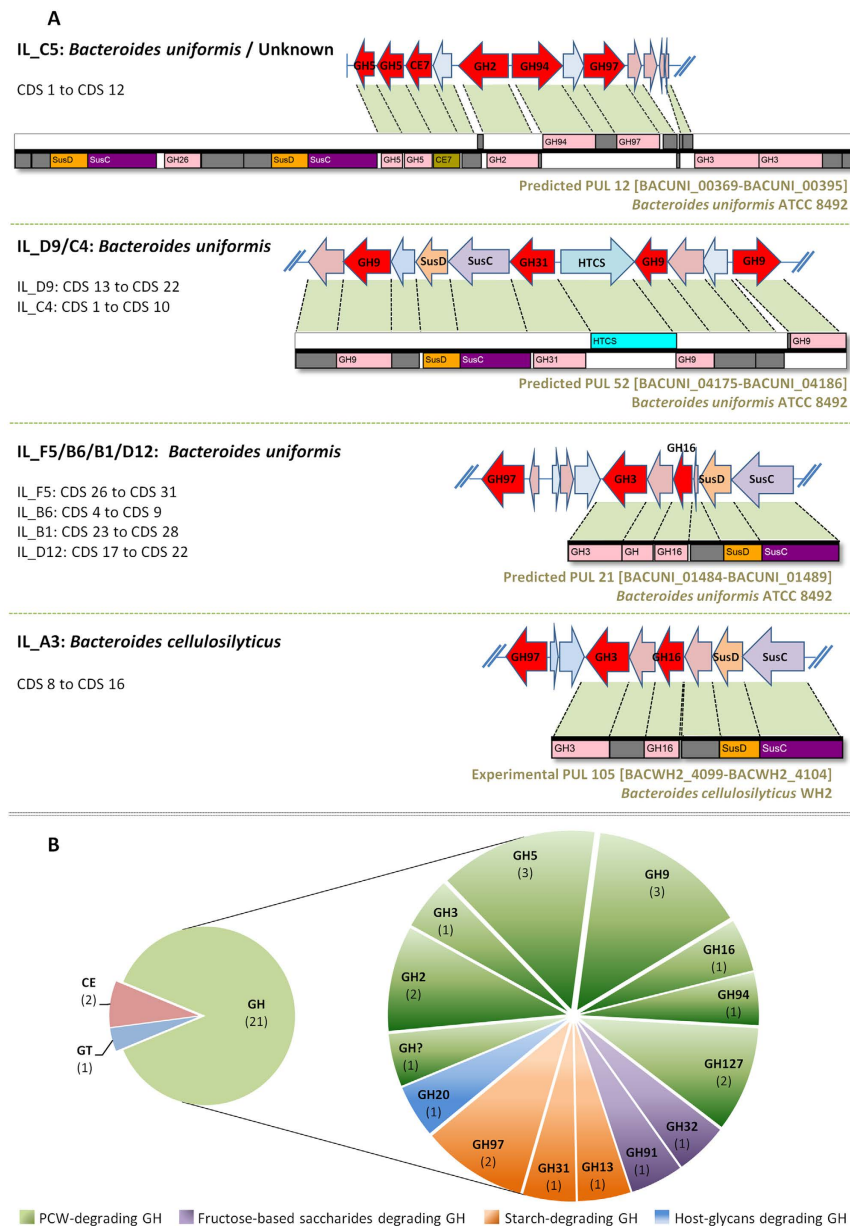 A
IL_C5: Bacteroides uniformis / Unknown
CDS 1 to CDS 12
GH5 GH5 CE7 GH2 GH94 GH97
GH94 GH97
SusD SusC GH26 SusD SusC GH5 GH5 CE7 GH2 GH3 GH3
Predicted PUL 12 [BACUNI_00369-BACUNI_00395]
Bacteroides uniformis ATCC 8492
IL_D9/C4: Bacteroides uniformis
IL_D9: CDS 13 to CDS 22
IL_C4: CDS 1 to CDS 10
GH9 SusD SusC GH31 HTCS GH9 GH9
HTCS GH9
GH9 SusD SusC GH31 GH9
Predicted PUL 52 [BACUNI_04175-BACUNI_04186]
Bacteroides uniformis ATCC 8492
IL_F5/B6/B1/D12: Bacteroides uniformis
IL_F5: CDS 26 to CDS 31
IL_B6: CDS 4 to CDS 9
IL_B1: CDS 23 to CDS 28
IL_D12: CDS 17 to CDS 22
GH16
GH97 GH3 SusD SusC
GH3 GH GH16 SusD SusC
Predicted PUL 21 [BACUNI_01484-BACUNI_01489]
Bacteroides uniformis ATCC 8492
IL_A3: Bacteroides cellulosilyticus
CDS 8 to CDS 16
GH97 GH3 GH16 SusD SusC
GH3 GH16 SusD SusC
Experimental PUL 105 [BACWH2_4099-BACWH2_4104]
Bacteroides cellulosilyticus WH2
B
CE
(2)
GT
(1)
GH
(21)
GH5
(3)
GH9
(3)
GH3
(1)
GH16
(1)
GH2
(2)
GH94
(1)
GH?
(1)
GH127
(2)
GH20
(1)
GH32
(1)
GH97
(2)
GH31
(1)
GH13
(1)
GH91
(1)
PCW-degrading GH Fructose-based saccharides degrading GH Starch-degrading GH Host-glycans degrading GH